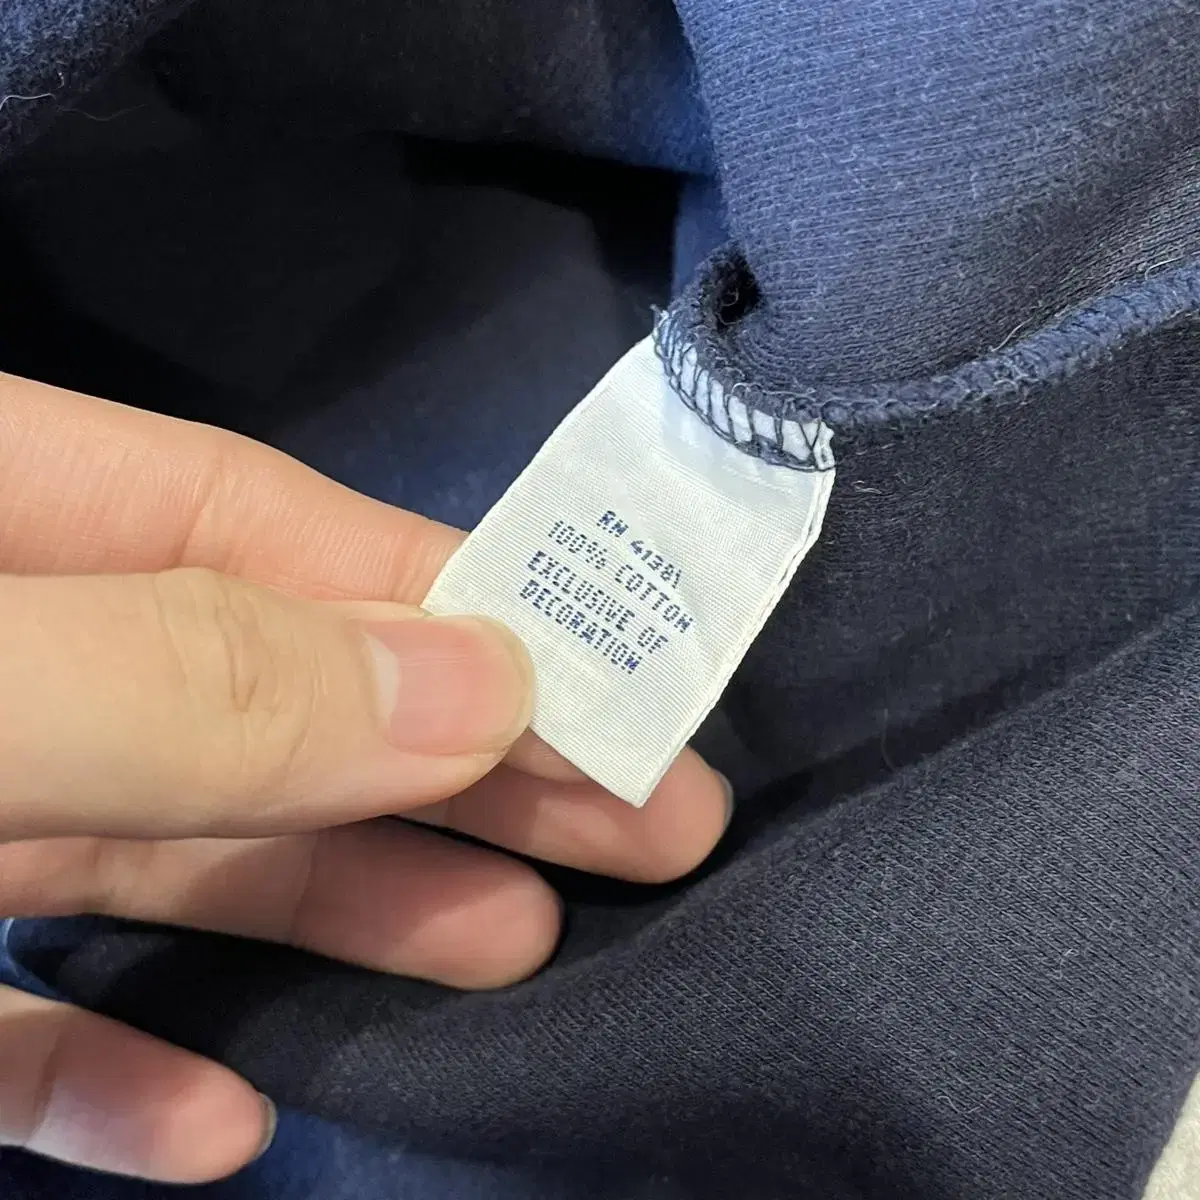 RN 41381
100% COTTON
EXCLUSIVE OF
DECORATION